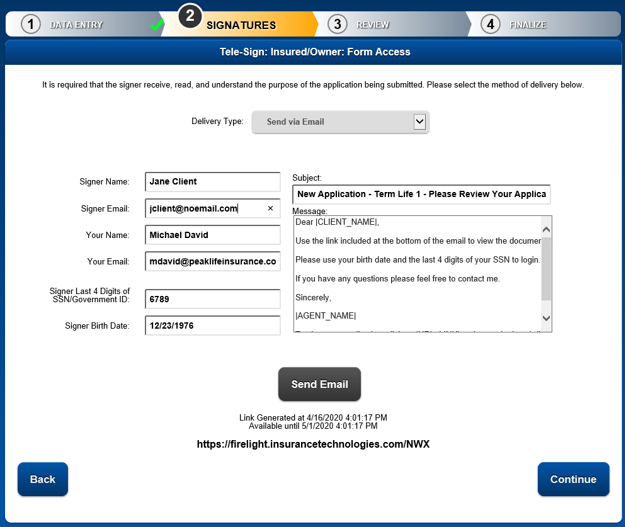 1 DATA ENTRY
2 SIGNATURES
3 REVIEW
4 FINALIZE
Tele-Sign: Insured/Owner: Form Access
It is required that the signer receive, read, and understand the purpose of the application being submitted. Please select the method of delivery below.
Delivery Type: Send via Email
Signer Name: Jane Client
Signer Email: jclient@noemail.com ×
Your Name: Michael David
Your Email: mdavid@peaklifeinsurance.co
Signer Last 4 Digits of
SSN/Government ID: 6789
Signer Birth Date: 12/23/1976
Subject:
New Application - Term Life 1 - Please Review Your Applica
Message:
Dear |CLIENT_NAME|,
Use the link included at the bottom of the email to view the documen
Please use your birth date and the last 4 digits of your SSN to login.
If you have any questions please feel free to contact me.
Sincerely,
|AGENT_NAME|
Send Email
Link Generated at 4/16/2020 4:01:17 PM
Available until 5/1/2020 4:01:17 PM
https://firelight.insurancetechnologies.com/NWX
Back
Continue